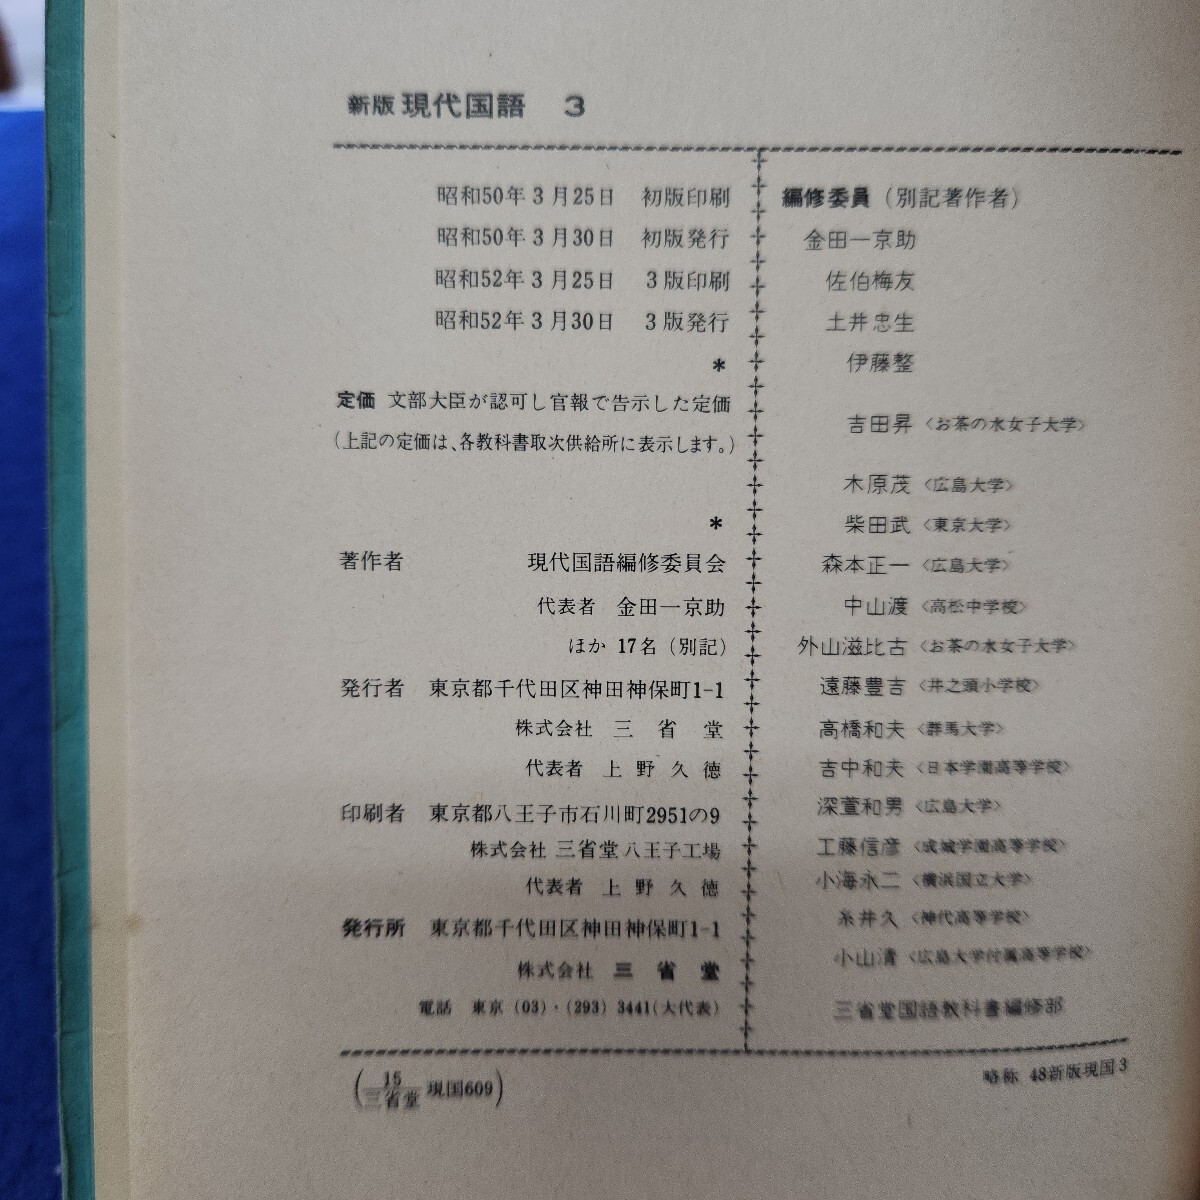 新版 現代国語 3
昭和50年3月25日 初版印刷
昭和50年3月30日 初版発行
昭和52年3月25日 3版印刷
昭和52年3月30日 3版発行
*
定価 文部大臣が認可し官報で告示した定価
(上記の定価は、各教科書取次供給所に表示します。)
*
著作者 現代国語編修委員会
代表者 金田一京助
ほか 17名(別記)
発行者 東京都千代田区神田神保町1-1
株式会社 三省堂
代表者 上野久徳
印刷者 東京都八王子市石川町2951の9
株式会社 三省堂八王子工場
代表者 上野久徳
発行所 東京都千代田区神田神保町1-1
株式会社 三省堂
電話 東京(03)・(293)3441(大代表)
編修委員(別記著作者)
金田一京助
佐伯梅友
土井忠生
伊藤整
吉田昇〈お茶の水女子大学〉
木原茂〈広島大学〉
柴田武〈東京大学〉
森本正一〈広島大学〉
中山渡〈高松中学校〉
外山滋比古〈お茶の水女子大学〉
遠藤豊吉〈井之頭小学校〉
高橋和夫〈群馬大学〉
吉中和夫〈日本学園高等学校〉
深萱和男〈広島大学〉
工藤信彦〈成城学園高等学校〉
小海永二〈横浜国立大学〉
糸井久〈神代高等学校〉
小山清〈広島大学付属高等学校〉
三省堂国語教科書編修部
(15 三省堂 現国609)
略称 48新版現国3